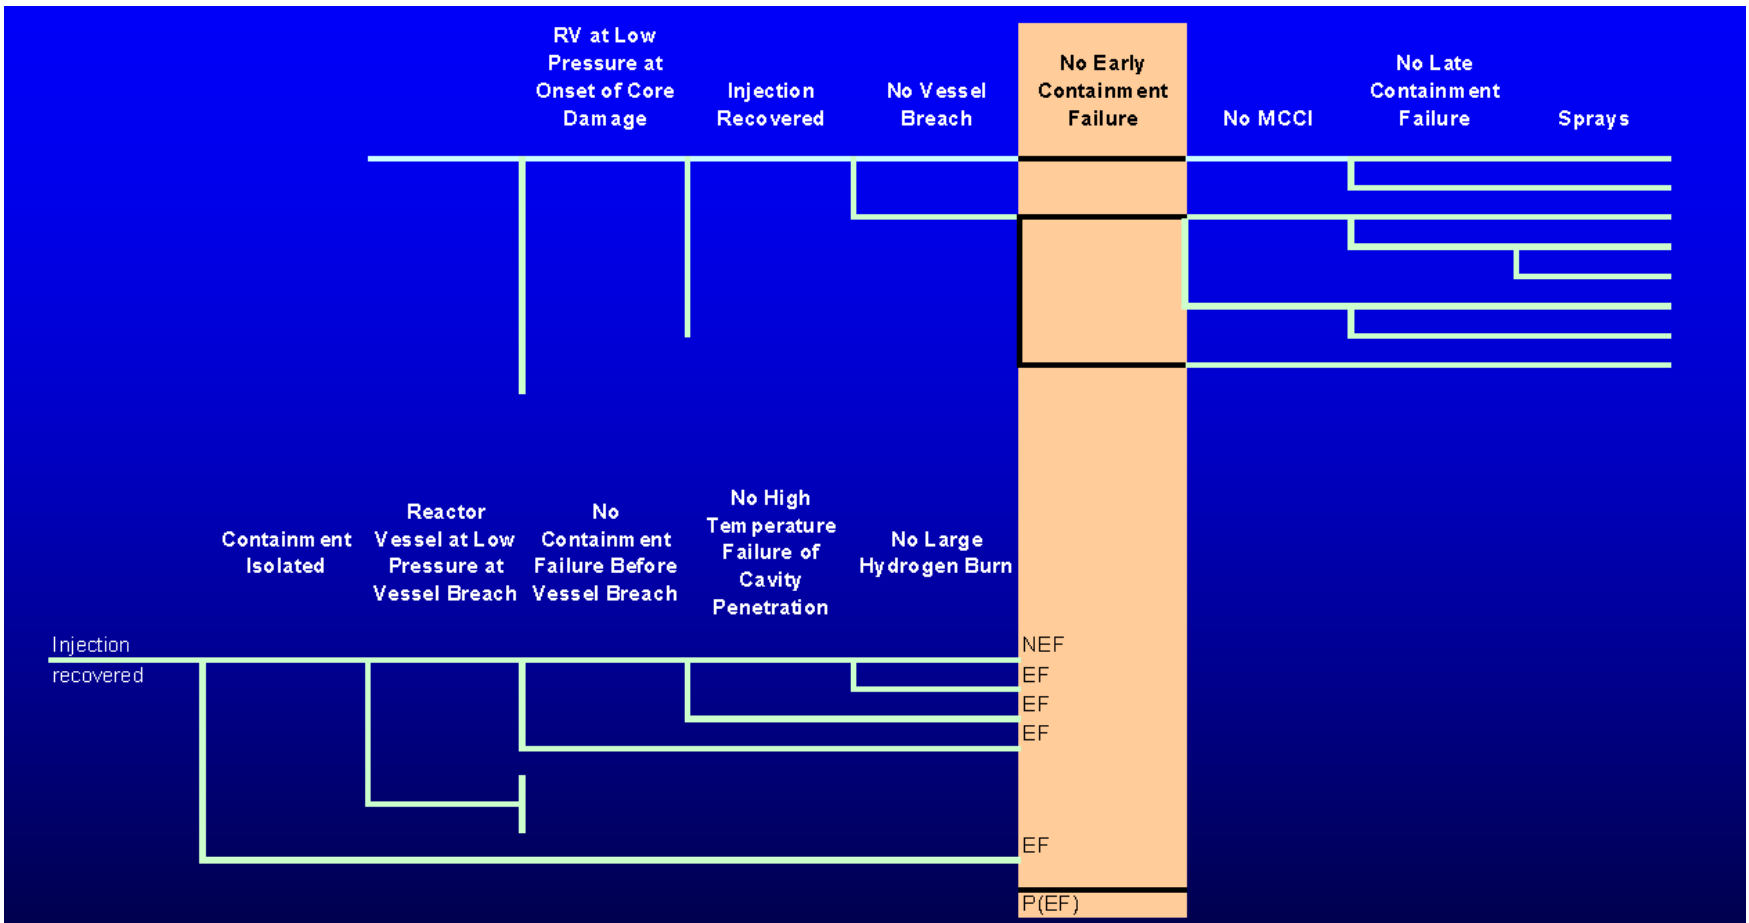 RV at Low
Pressure at
Onset of Core
Damage
Injection
Recovered
No Vessel
Breach
No Early
Containment
Failure
No MCCI
No Late
Containment
Failure
Sprays
Containment
Isolated
Reactor
Vessel at Low
Pressure at
Vessel Breach
No
Containment
Failure Before
Vessel Breach
No High
Temperature
Failure of
Cavity
Penetration
No Large
Hydrogen Burn
Injection
recovered
NEF
EF
EF
EF
EF
P(EF)